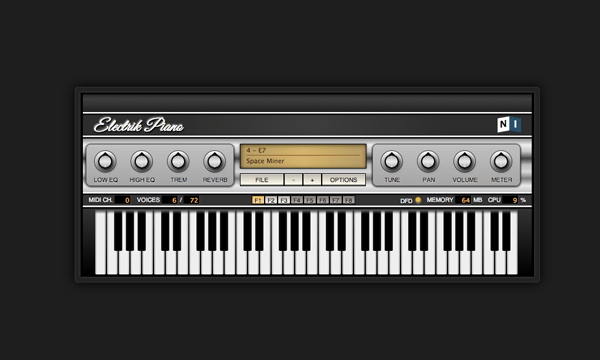 Electrik Piano
N I
4 - E7
Space Miner
LOW EQ HIGH EQ TREM REVERB
FILE - + OPTIONS
TUNE PAN VOLUME METER
MIDI CH. 0 VOICES 6 / 72
F1 F2 F3 F4 F5 F6 F7 F8
DFD MEMORY 64 MB CPU 9 %